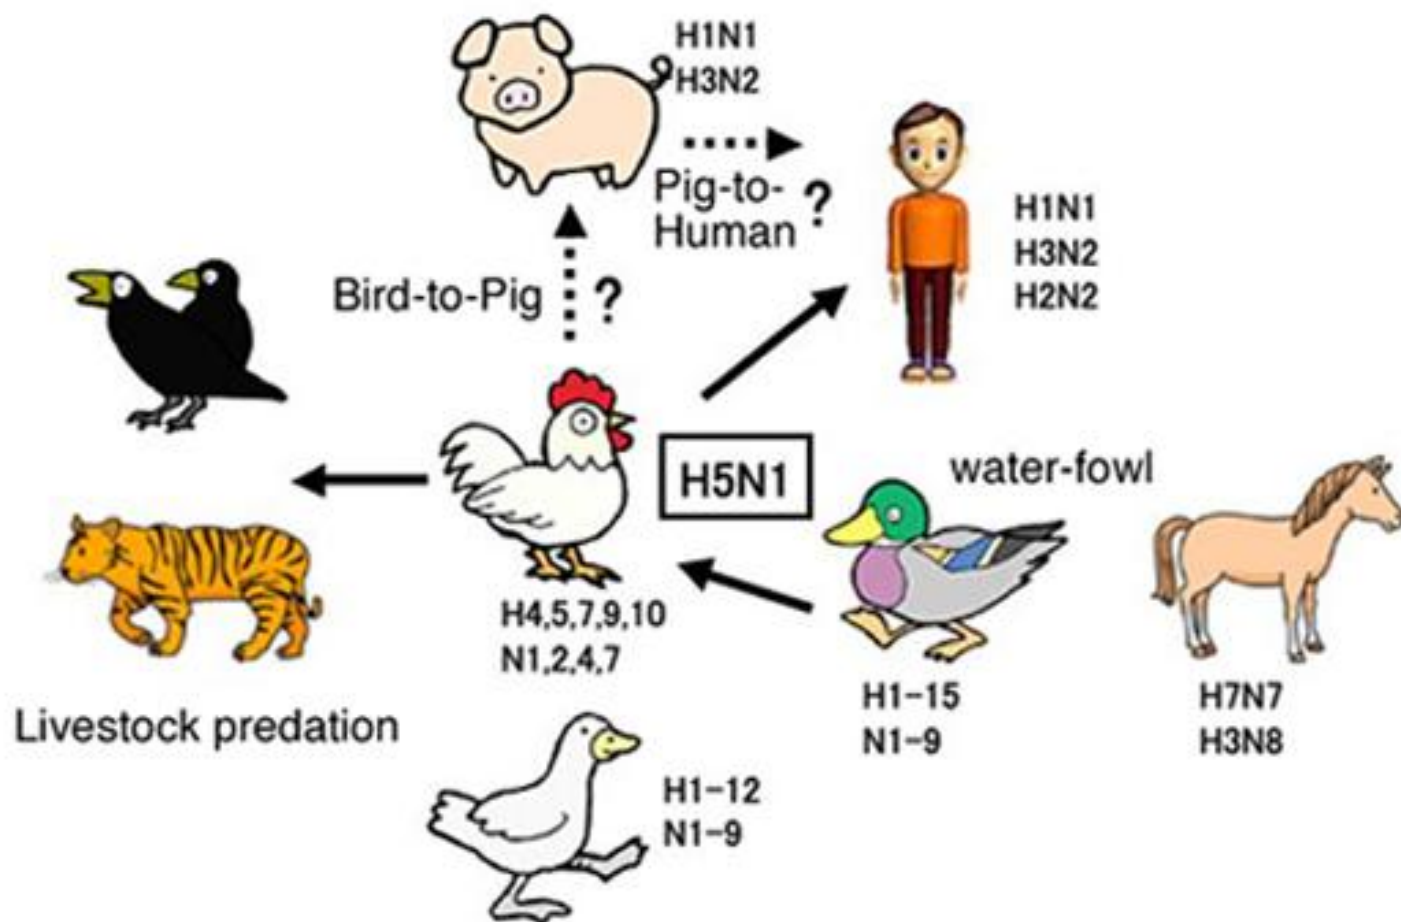 H1N1
H3N2
Pig-to-
Human ?
H1N1
H3N2
H2N2
Bird-to-Pig ?
H5N1
water-fowl
H4,5,7,9,10
N1,2,4,7
H1-15
N1-9
H7N7
H3N8
Livestock predation
H1-12
N1-9